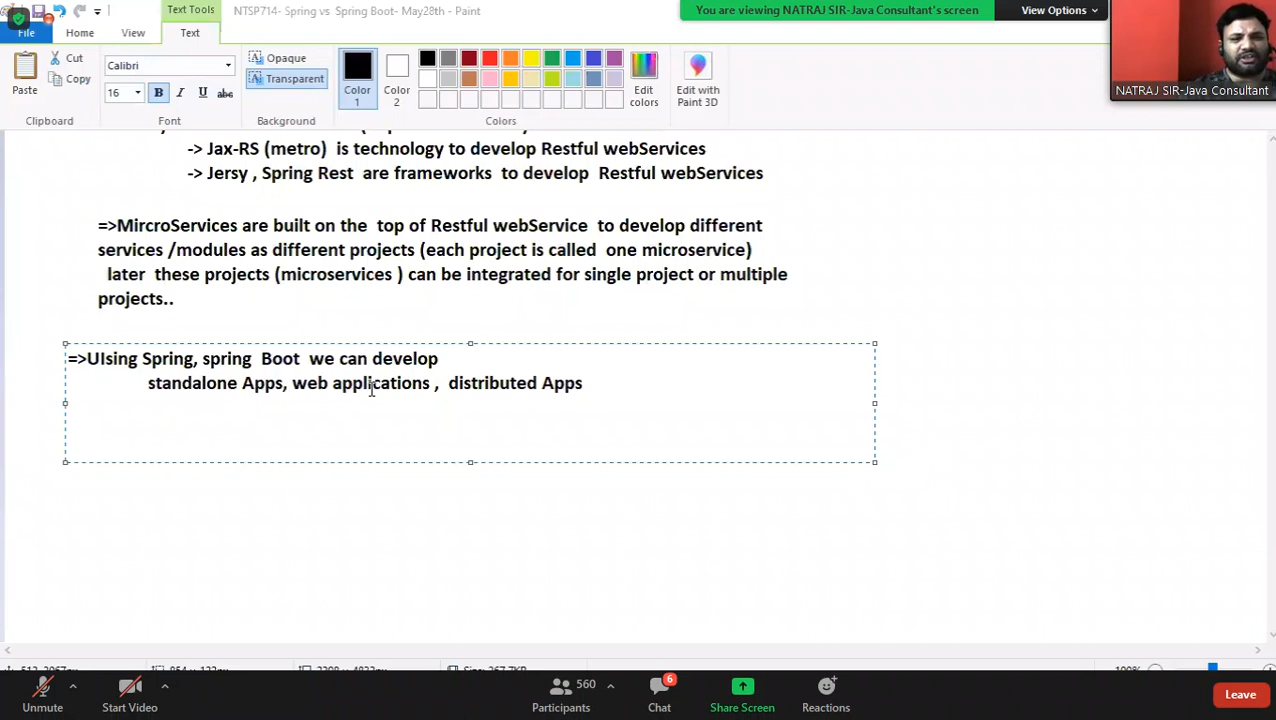 Text Tools
NTSP714- Spring vs Spring Boot- May28th - Paint
You are viewing NATRAJ SIR-Java Consultant's screen
View Options
File
Home
View
Text
Paste
Cut
Copy
Clipboard
Calibri
16
B
I
U
abc
Font
Opaque
Transparent
Background
Color 1
Color 2
Edit colors
Colors
Edit with Paint 3D
NATRAJ SIR-Java Consultant
-> Jax-RS (metro) is technology to develop Restful webServices
-> Jersy , Spring Rest are frameworks to develop Restful webServices
=>MircroServices are built on the top of Restful webService to develop different
services /modules as different projects (each project is called one microservice)
later these projects (microservices ) can be integrated for single project or multiple
projects..
=>UIsing Spring, spring Boot we can develop
standalone Apps, web applications , distributed Apps
Unmute
Start Video
560
Participants
6
Chat
Share Screen
Reactions
Leave